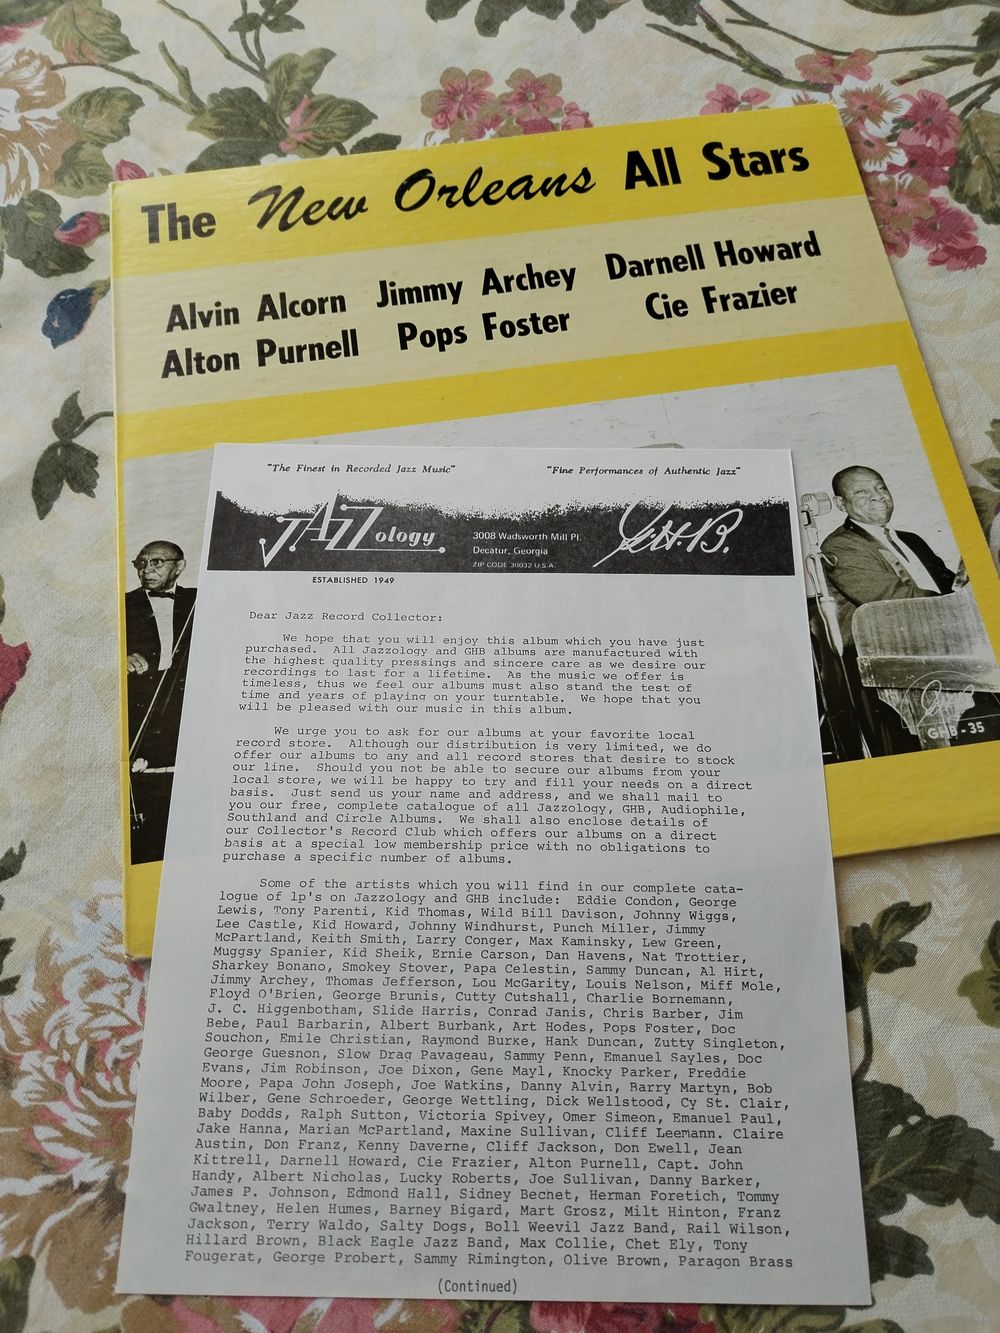 The New Orleans All Stars
Alvin Alcorn Jimmy Archey Darnell Howard
Alton Purnell Pops Foster Cie Frazier
GHB - 35
"The Finest in Recorded Jazz Music" "Fine Performances of Authentic Jazz"
JAZZology
3008 Wadsworth Mill Pl.
Decatur, Georgia
ZIP CODE 30032 U.S.A.
G.H.B.
ESTABLISHED 1949
Dear Jazz Record Collector:
We hope that you will enjoy this album which you have just
purchased. All Jazzology and GHB albums are manufactured with
the highest quality pressings and sincere care as we desire our
recordings to last for a lifetime. As the music we offer is
timeless, thus we feel our albums must also stand the test of
time and years of playing on your turntable. We hope that you
will be pleased with our music in this album.
We urge you to ask for our albums at your favorite local
record store. Although our distribution is very limited, we do
offer our albums to any and all record stores that desire to stock
our line. Should you not be able to secure our albums from your
local store, we will be happy to try and fill your needs on a direct
basis. Just send us your name and address, and we shall mail to
you our free, complete catalogue of all Jazzology, GHB, Audiophile,
Southland and Circle Albums. We shall also enclose details of
our Collector's Record Club which offers our albums on a direct
basis at a special low membership price with no obligations to
purchase a specific number of albums.
Some of the artists which you will find in our complete cata-
logue of lp's on Jazzology and GHB include: Eddie Condon, George
Lewis, Tony Parenti, Kid Thomas, Wild Bill Davison, Johnny Wiggs,
Lee Castle, Kid Howard, Johnny Windhurst, Punch Miller, Jimmy
McPartland, Keith Smith, Larry Conger, Max Kaminsky, Lew Green,
Muggsy Spanier, Kid Sheik, Ernie Carson, Dan Havens, Nat Trottier,
Sharkey Bonano, Smokey Stover, Papa Celestin, Sammy Duncan, Al Hirt,
Jimmy Archey, Thomas Jefferson, Lou McGarity, Louis Nelson, Miff Mole,
Floyd O'Brien, George Brunis, Cutty Cutshall, Charlie Bornemann,
J. C. Higgenbotham, Slide Harris, Conrad Janis, Chris Barber, Jim
Bebe, Paul Barbarin, Albert Burbank, Art Hodes, Pops Foster, Doc
Souchon, Emile Christian, Raymond Burke, Hank Duncan, Zutty Singleton,
George Guesnon, Slow Drag Pavageau, Sammy Penn, Emanuel Sayles, Doc
Evans, Jim Robinson, Joe Dixon, Gene Mayl, Knocky Parker, Freddie
Moore, Papa John Joseph, Joe Watkins, Danny Alvin, Barry Martyn, Bob
Wilber, Gene Schroeder, George Wettling, Dick Wellstood, Cy St. Clair,
Baby Dodds, Ralph Sutton, Victoria Spivey, Omer Simeon, Emanuel Paul,
Jake Hanna, Marian McPartland, Maxine Sullivan, Cliff Leemann. Claire
Austin, Don Franz, Kenny Daverne, Cliff Jackson, Don Ewell, Jean
Kittrell, Darnell Howard, Cie Frazier, Alton Purnell, Capt. John
Handy, Albert Nicholas, Lucky Roberts, Joe Sullivan, Danny Barker,
James P. Johnson, Edmond Hall, Sidney Bechet, Herman Foretich, Tommy
Gwaltney, Helen Humes, Barney Bigard, Mart Grosz, Milt Hinton, Franz
Jackson, Terry Waldo, Salty Dogs, Boll Weevil Jazz Band, Rail Wilson,
Hillard Brown, Black Eagle Jazz Band, Max Collie, Chet Ely, Tony
Fougerat, George Probert, Sammy Rimington, Olive Brown, Paragon Brass
(Continued)